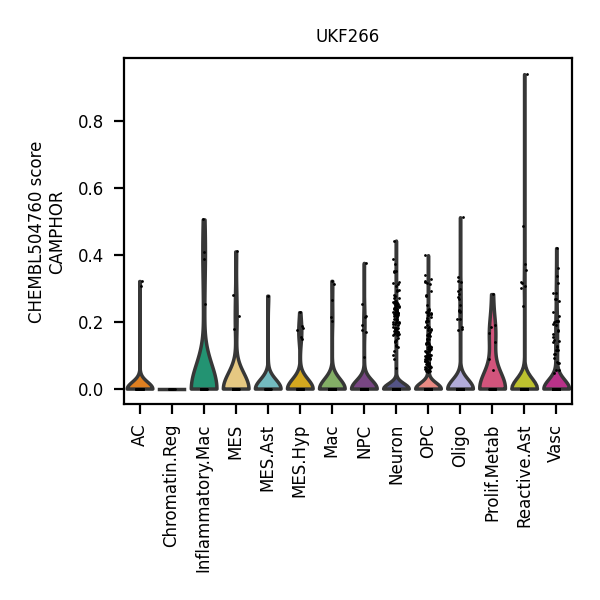 UKF266
CHEMBL504760 score
CAMPHOR
0.8
0.6
0.4
0.2
0.0
AC
Chromatin.Reg
Inflammatory.Mac
MES
MES.Ast
MES.Hyp
Mac
NPC
Neuron
OPC
Oligo
Prolif.Metab
Reactive.Ast
Vasc